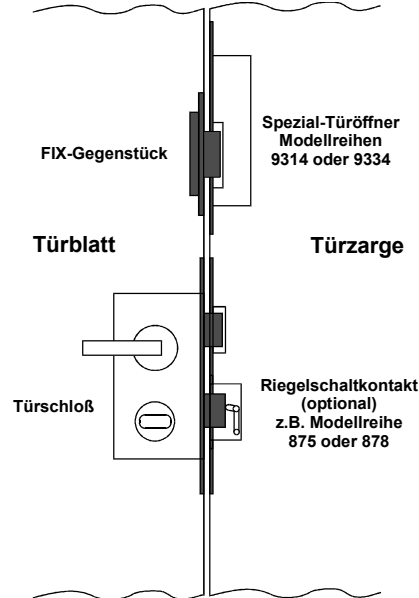 Spezial-Türöffner
Modellreihen
9314 oder 9334
FIX-Gegenstück
Türblatt
Türzarge
Türschloß
Riegelschaltkontakt
(optional)
z.B. Modellreihe
875 oder 878